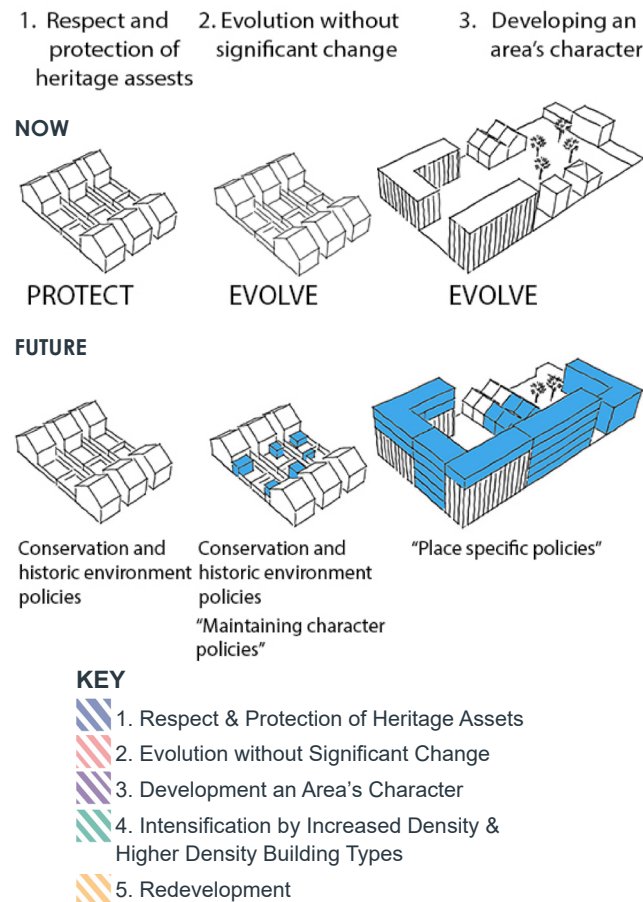 1. Respect and
protection of
heritage assests
2. Evolution without
significant change
3. Developing an
area's character
NOW
PROTECT
EVOLVE
EVOLVE
FUTURE
Conservation and
historic environment
policies
Conservation and
historic environment
policies
"Maintaining character
policies"
"Place specific policies"
KEY
1. Respect & Protection of Heritage Assets
2. Evolution without Significant Change
3. Development an Area's Character
4. Intensification by Increased Density &
Higher Density Building Types
5. Redevelopment